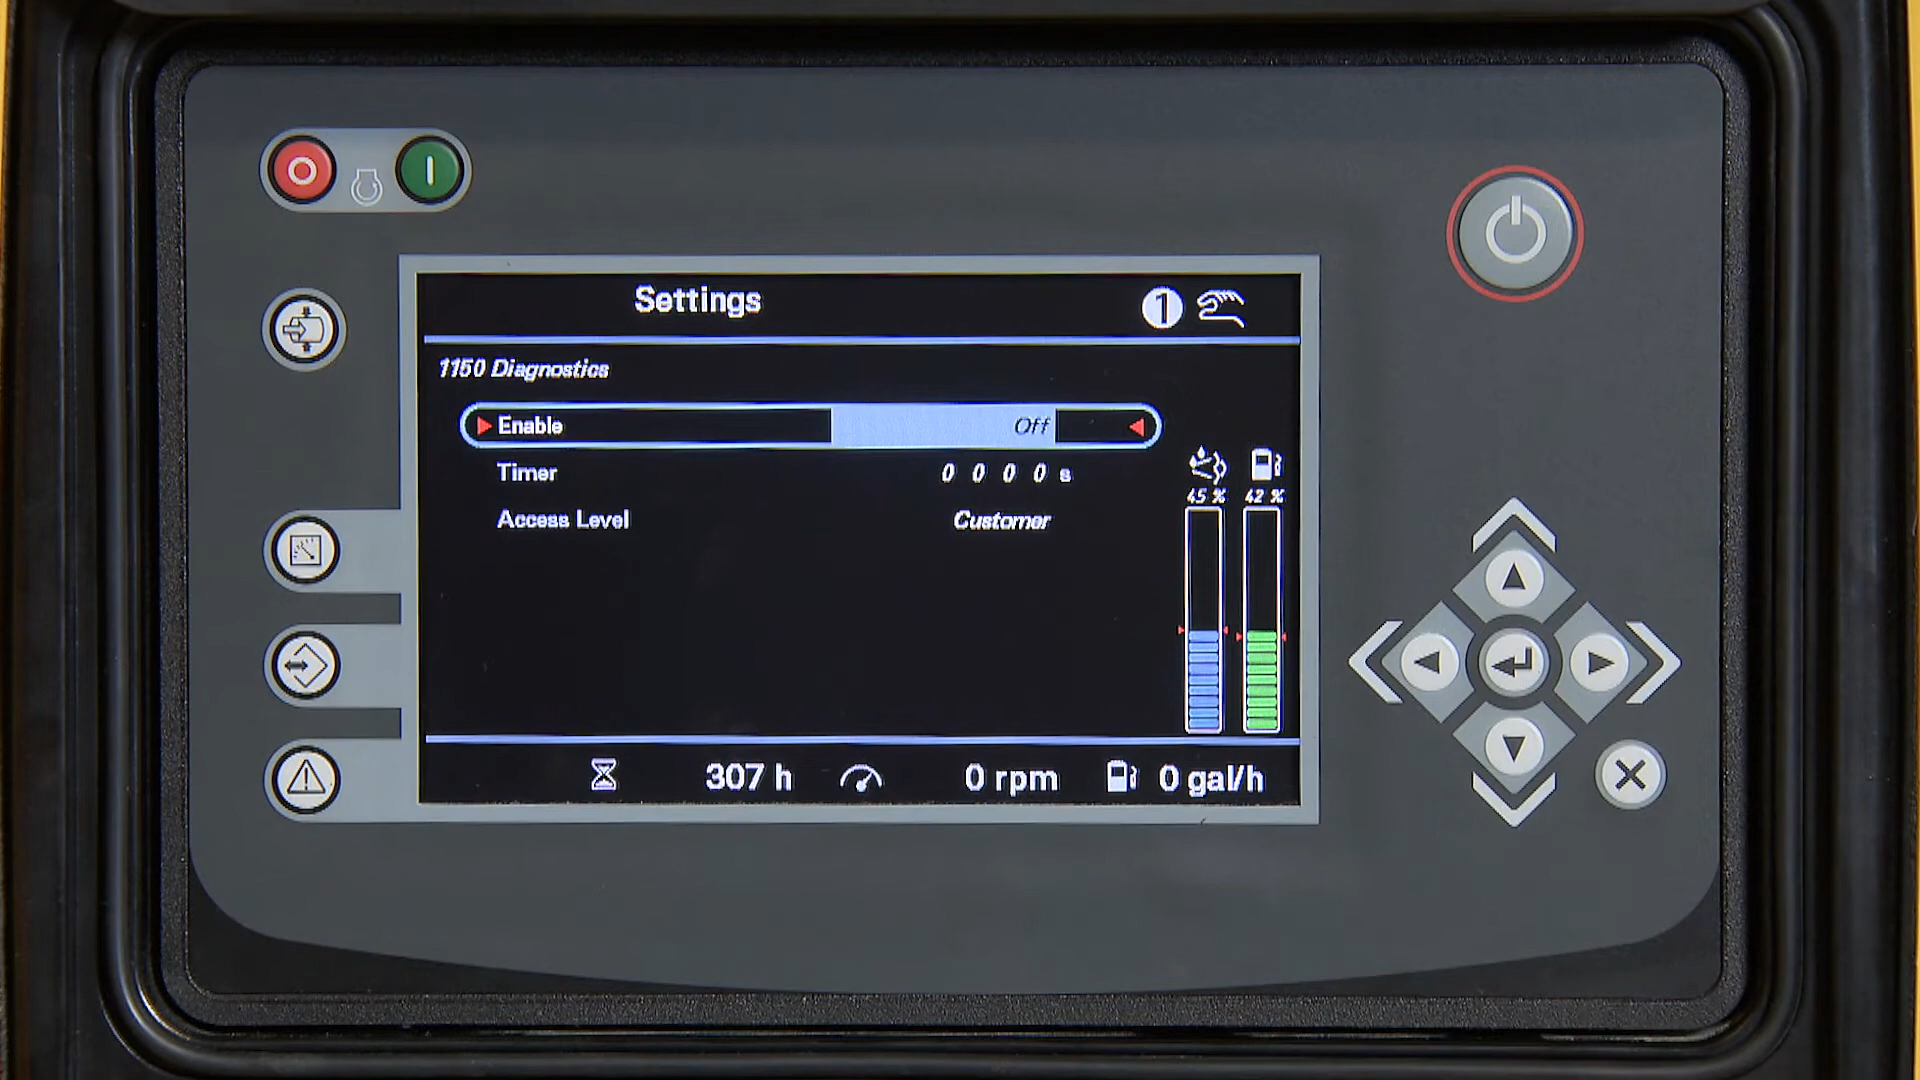 Settings
1
1150 Diagnostics
Enable Off
Timer 0 0 0 0 s
Access Level Customer
45 % 42 %
307 h 0 rpm 0 gal/h